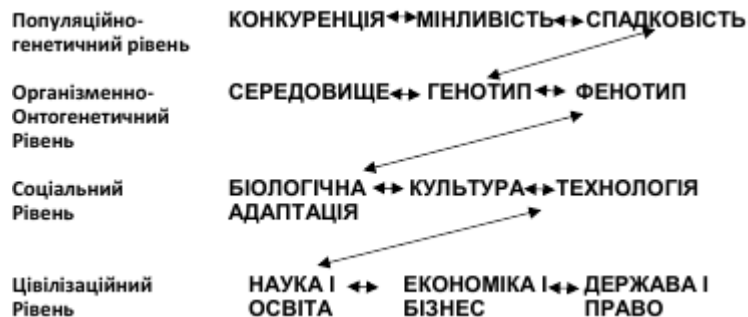 Популяційно- КОНКУРЕНЦІЯ МІНЛИВІСТЬ СПАДКОВІСТЬ
генетичний рівень
Організменно- СЕРЕДОВИЩЕ ГЕНОТИП ФЕНОТИП
Онтогенетичний
Рівень
Соціальний БІОЛОГІЧНА КУЛЬТУРА ТЕХНОЛОГІЯ
Рівень АДАПТАЦІЯ
Цівілізаційний НАУКА І ЕКОНОМІКА І ДЕРЖАВА І
Рівень ОСВІТА БІЗНЕС ПРАВО